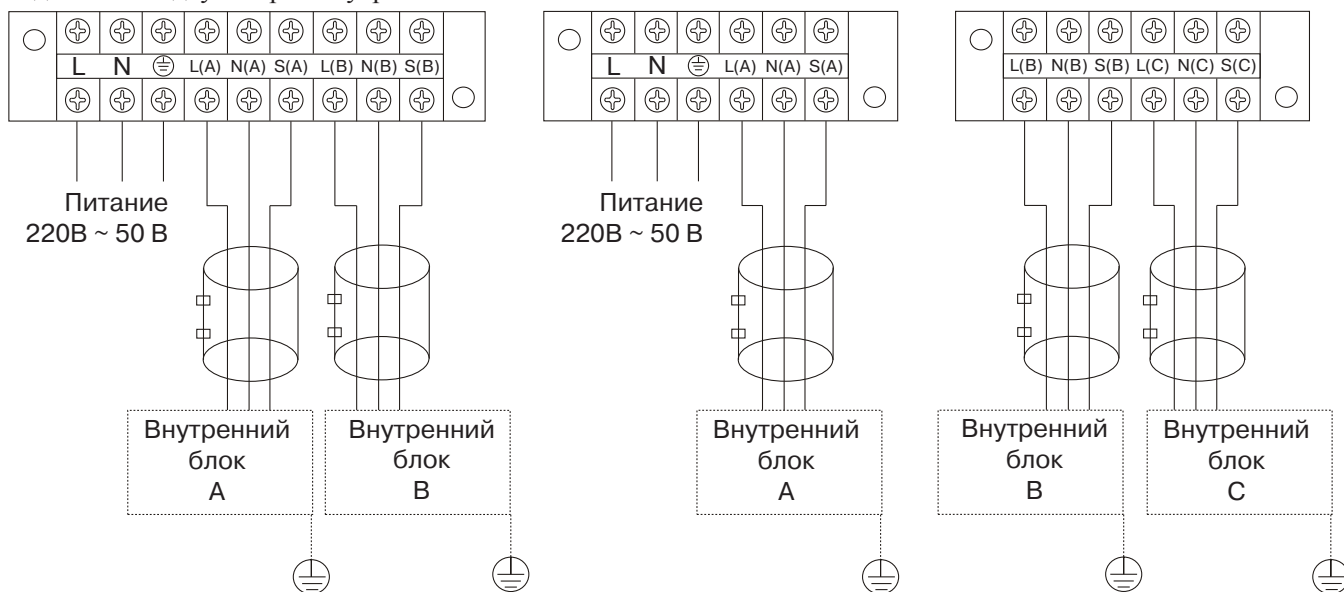 L N L(A) N(A) S(A) L(B) N(B) S(B)
Питание
220В ~ 50 В
Внутренний
блок
A
Внутренний
блок
B
L N L(A) N(A) S(A)
Питание
220В ~ 50 В
Внутренний
блок
A
L(B) N(B) S(B) L(C) N(C) S(C)
Внутренний
блок
B
Внутренний
блок
C